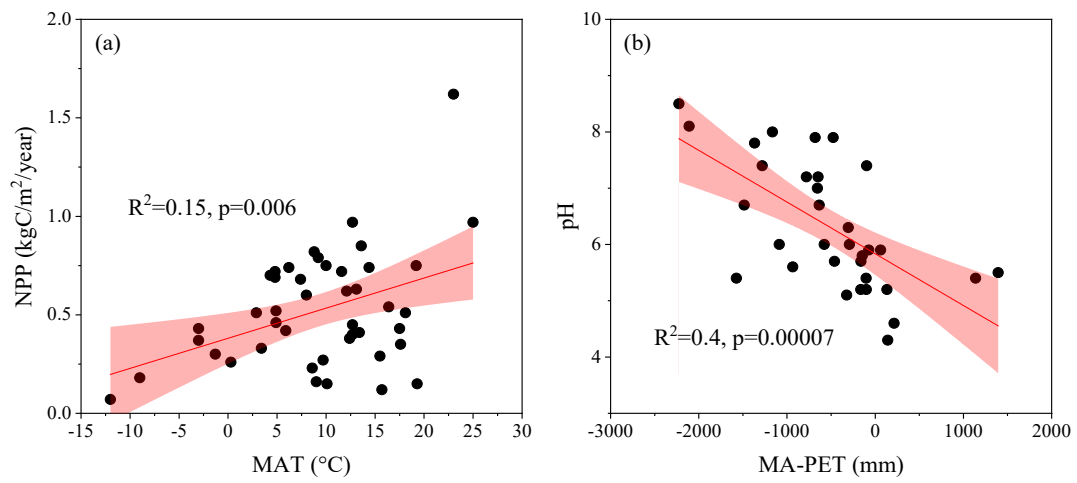 (a)
R²=0.15, p=0.006
NPP (kgC/m²/year)
2.0
1.5
1.0
0.5
0.0
-15 -10 -5 0 5 10 15 20 25 30
MAT (°C)
(b)
R²=0.4, p=0.00007
pH
10
8
6
4
-3000 -2000 -1000 0 1000 2000
MA-PET (mm)